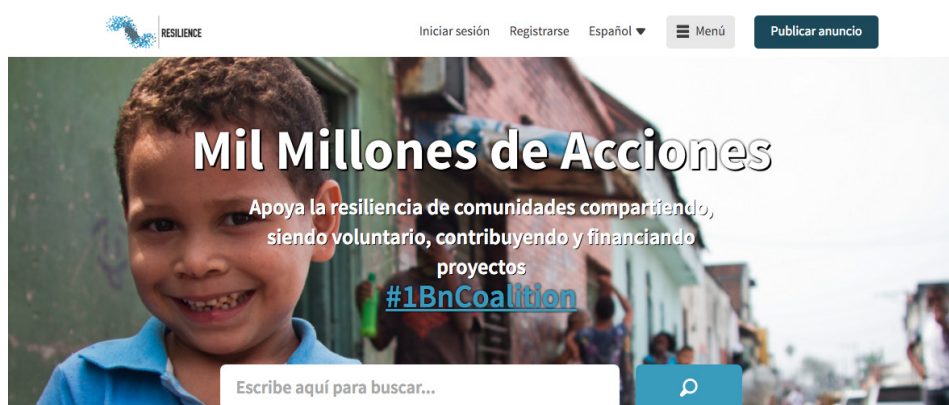 RESILIENCE
Iniciar sesión Registrarse Español Menú Publicar anuncio
Mil Millones de Acciones
Apoya la resiliencia de comunidades compartiendo,
siendo voluntario, contribuyendo y financiando
proyectos
#1BnCoalition
Escribe aquí para buscar...